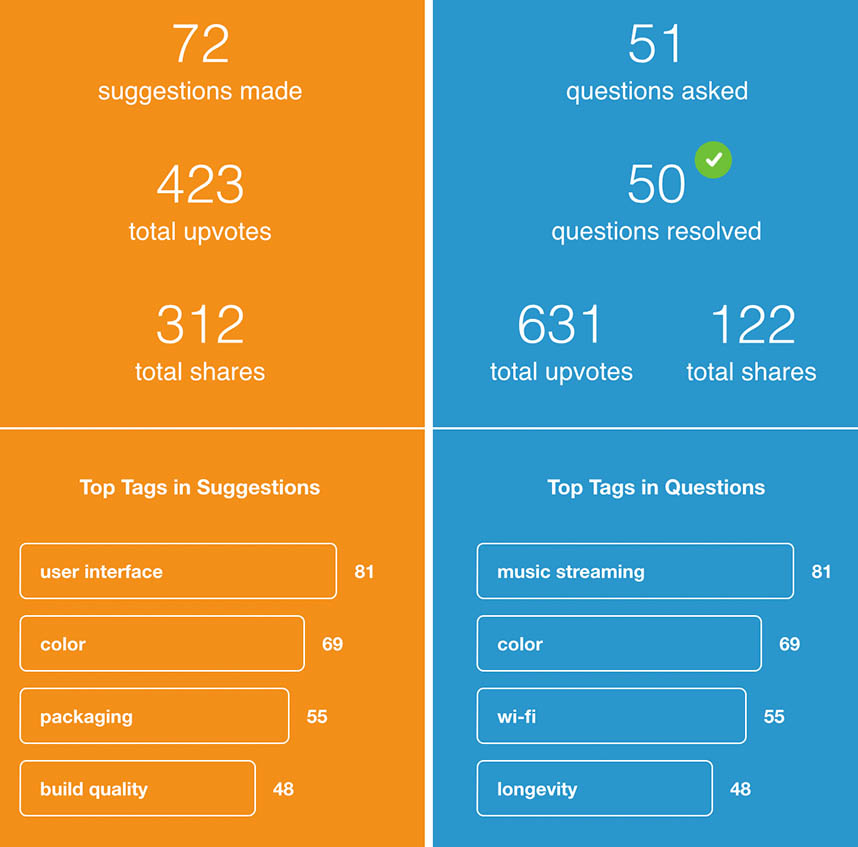 72
suggestions made
423
total upvotes
312
total shares
Top Tags in Suggestions
user interface 81
color 69
packaging 55
build quality 48
51
questions asked
50
questions resolved
631 122
total upvotes total shares
Top Tags in Questions
music streaming 81
color 69
wi-fi 55
longevity 48